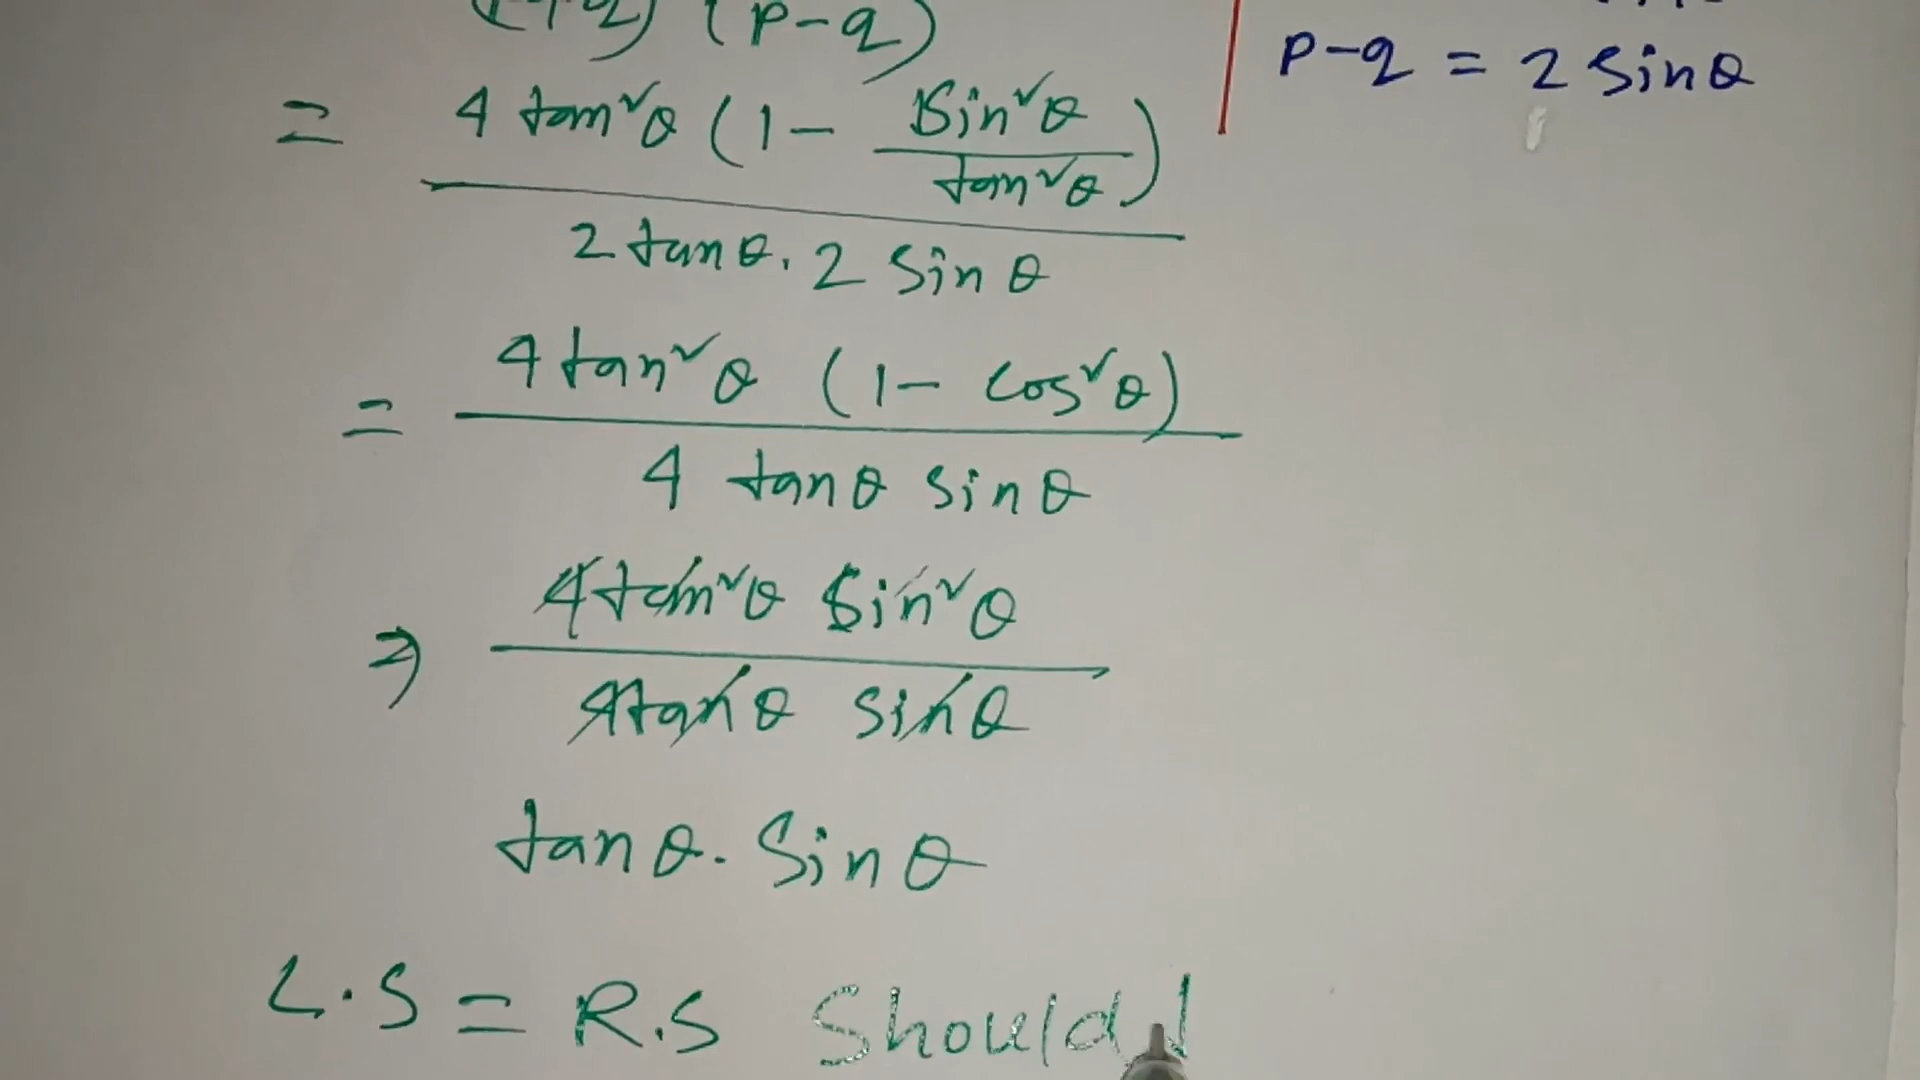 (p-q)
p-q = 2 sinθ
= 4 tan²θ (1 - sin²θ / tan²θ)
2 tanθ . 2 sinθ
= 4 tan²θ (1 - cos²θ)
4 tanθ sinθ
⇒ 4 tan²θ sin²θ
4 tanθ sinθ
tanθ . sinθ
L.S = R.S Should